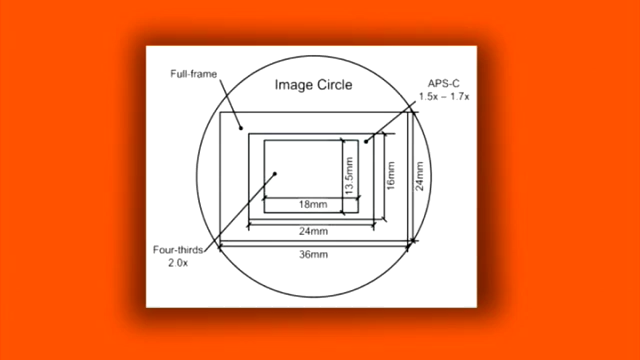 Full-frame
Image Circle
APS-C
1.5x – 1.7x
13.5mm
16mm
24mm
18mm
24mm
36mm
Four-thirds
2.0x